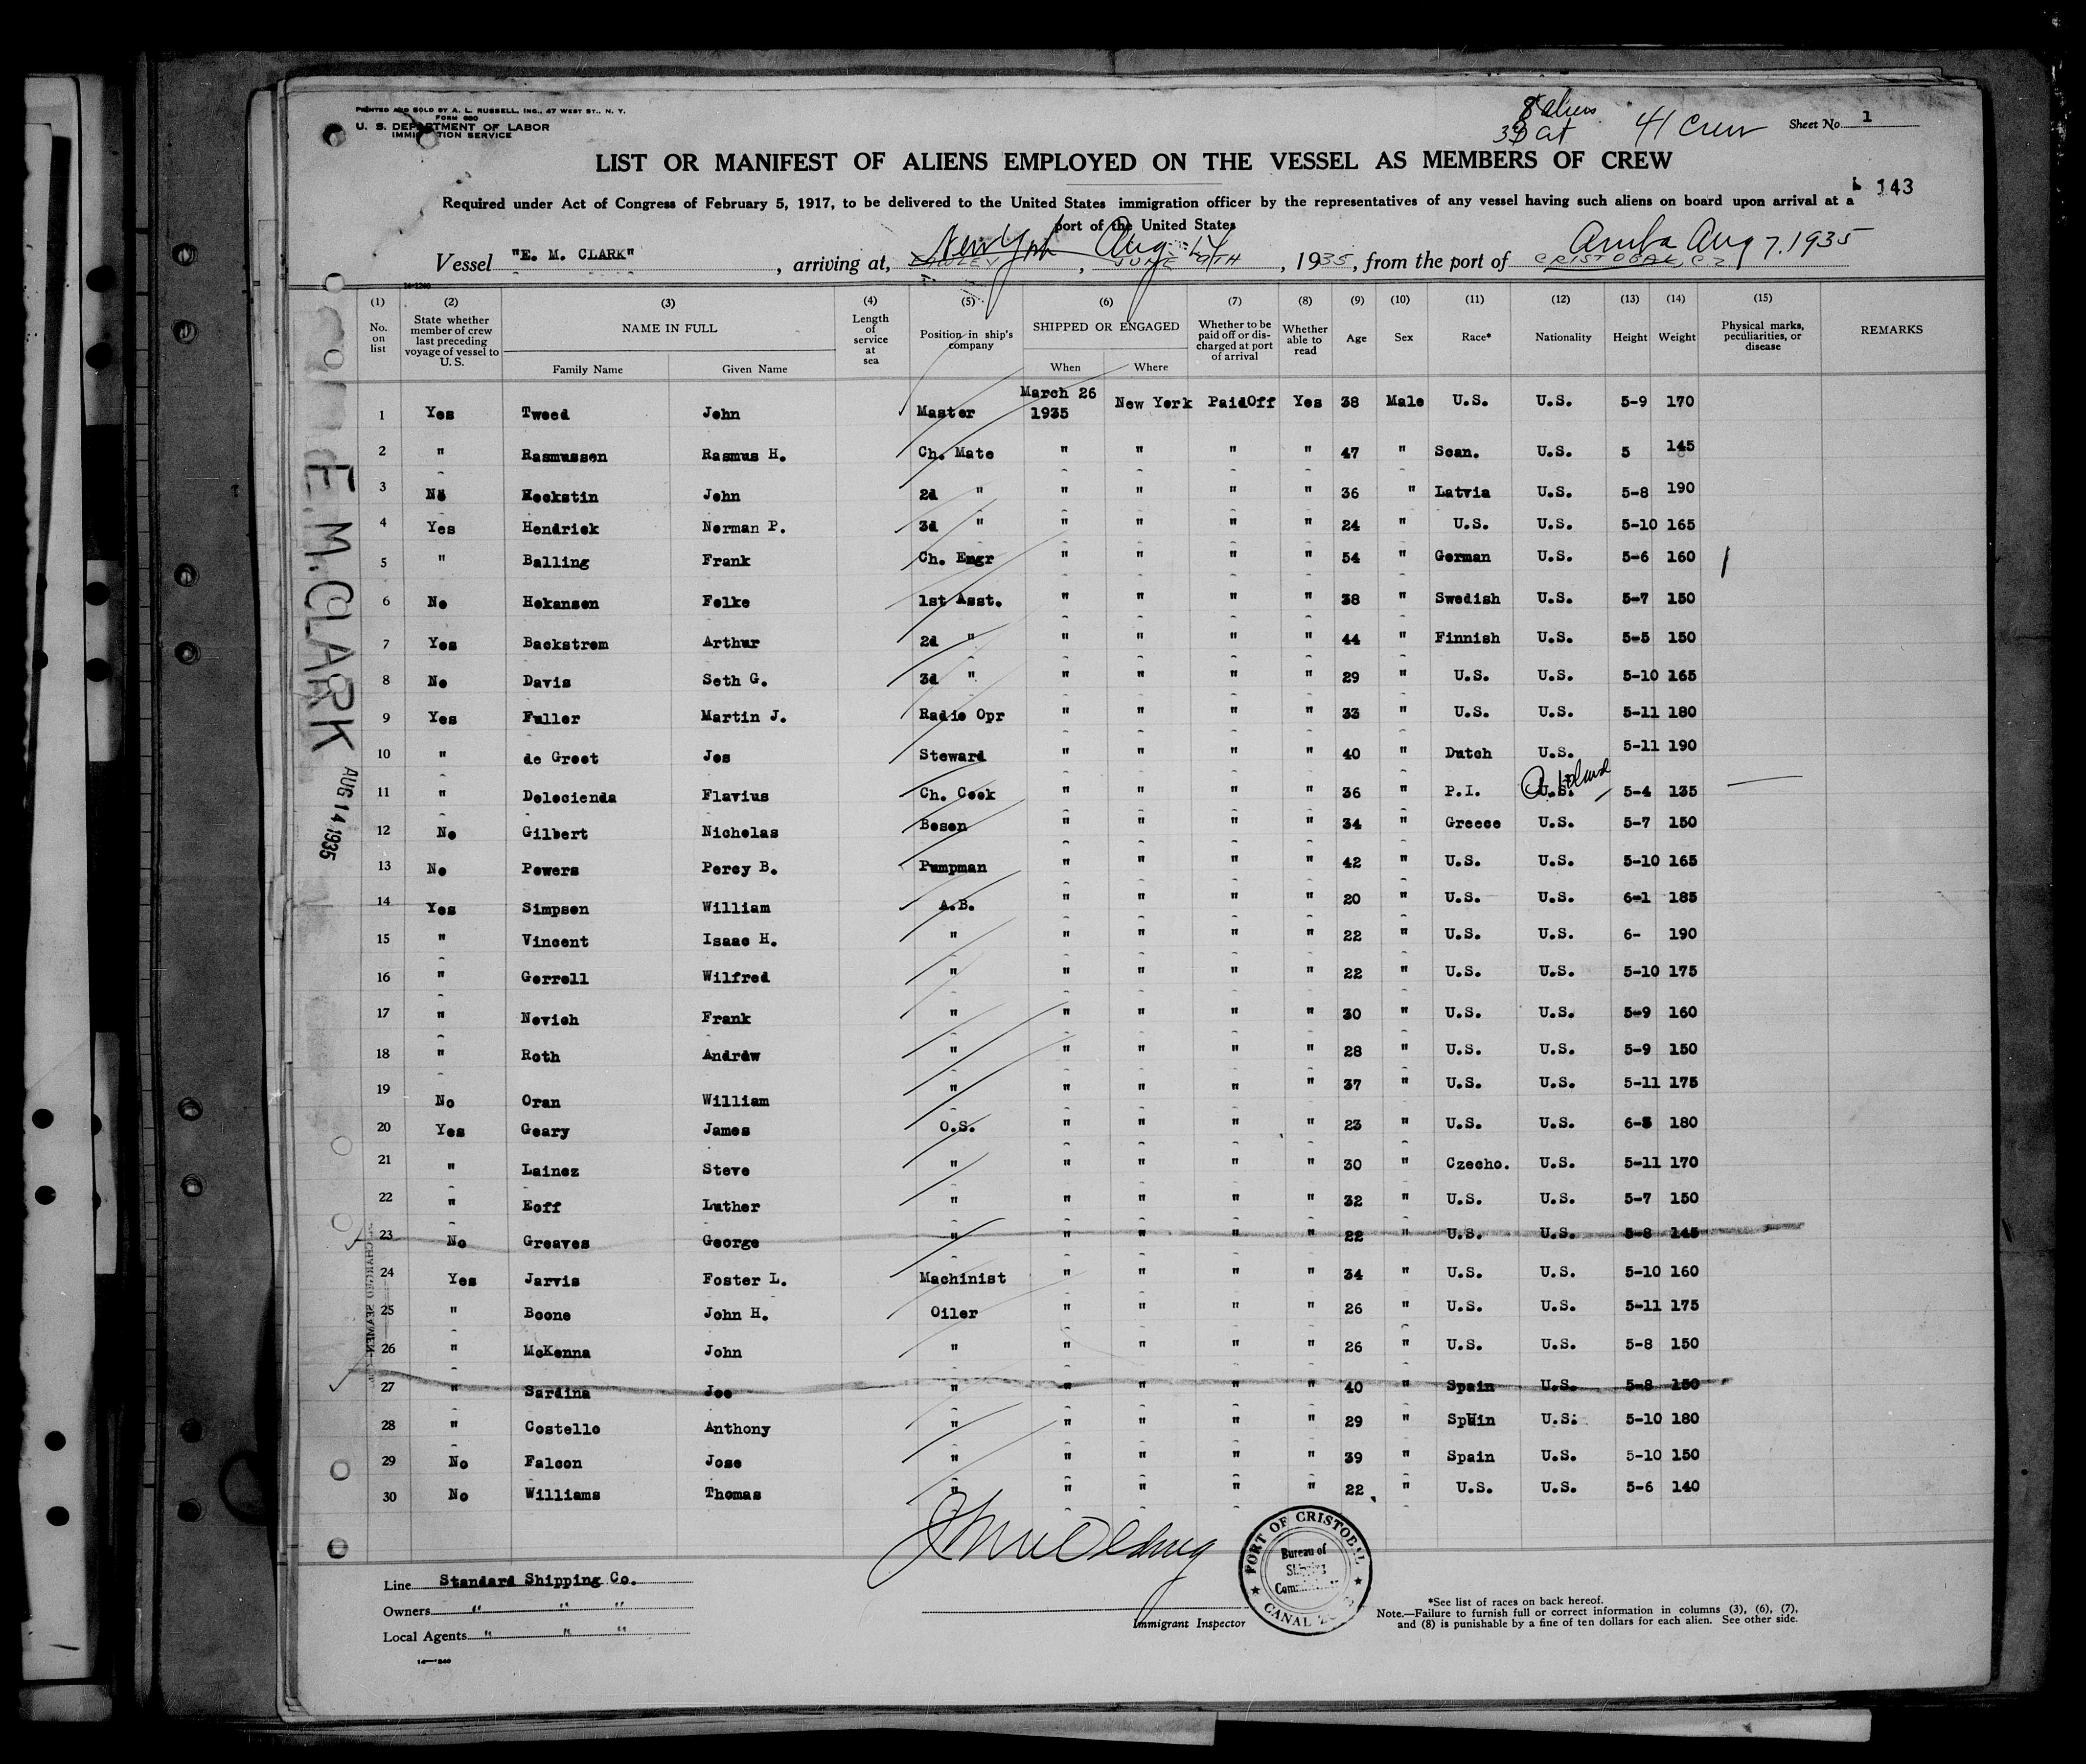 PRINTED AND SOLD BY A. L. RUSSELL, INC., 47 WEST ST., N. Y.
FORM 680
U. S. DEPARTMENT OF LABOR
IMMIGRATION SERVICE
8 aliens
41 Crew
Sheet No. 1
LIST OR MANIFEST OF ALIENS EMPLOYED ON THE VESSEL AS MEMBERS OF CREW
143
Required under Act of Congress of February 5, 1917, to be delivered to the United States immigration officer by the representatives of any vessel having such aliens on board upon arrival at a
port of the United States
New York Aug 14 Aruba Aug 7. 1935
Vessel "E. M. CLARK", arriving at, JUNE 9TH, 1935, from the port of CRISTOBAL, C Z
(1) (2) (3) (4) (5) (6) (7) (8) (9) (10) (11) (12) (13) (14) (15)
No. on list
State whether member of crew last preceding voyage of vessel to U. S.
NAME IN FULL
Family Name Given Name
Length of service at sea
Position in ship's company
SHIPPED OR ENGAGED
When Where
Whether to be paid off or discharged at port of arrival
Whether able to read
Age Sex Race* Nationality Height Weight
Physical marks, peculiarities, or disease
REMARKS
1 Yes Tweed John Master March 26 1935 New York PaidOff Yes 38 Male U.S. U.S. 5-9 170
2 " Rasmussen Rasmus H. Ch. Mate " " " " 47 " Scan. U.S. 5 145
3 No Meckstin John 2d " " " " " 36 " Latvia U.S. 5-8 190
4 Yes Hendrick Norman P. 3d " " " " " 24 " U.S. U.S. 5-10 165
5 " Balling Frank Ch. Engr " " " " 54 " German U.S. 5-6 160
6 No Hokansen Folke 1st Asst. " " " " 38 " Swedish U.S. 5-7 150
7 Yes Backstrom Arthur 2d " " " " " 44 " Finnish U.S. 5-5 150
8 No Davis Seth G. 3d " " " " " 29 " U.S. U.S. 5-10 165
9 Yes Fuller Martin J. Radio Opr " " " " 33 " U.S. U.S. 5-11 180
10 " de Groot Jos Steward " " " " 40 " Dutch U.S. 5-11 190
11 " Delecienda Flavius Ch. Cook " " " " 36 " P.I. U.S. 5-4 135
12 No Gilbert Nicholas Bosen " " " " 34 " Greece U.S. 5-7 150
13 No Powers Percy B. Pumpman " " " " 42 " U.S. U.S. 5-10 165
14 Yes Simpson William A.B. " " " " 20 " U.S. U.S. 6-1 185
15 " Vincent Isaac H. " " " " " 22 " U.S. U.S. 6- 190
16 " Gerrell Wilfred " " " " " 22 " U.S. U.S. 5-10 175
17 " Novich Frank " " " " " 30 " U.S. U.S. 5-9 160
18 " Roth Andrew " " " " " 28 " U.S. U.S. 5-9 150
19 No Oran William " " " " " 37 " U.S. U.S. 5-11 175
20 Yes Geary James O.S. " " " " 23 " U.S. U.S. 6- 180
21 " Lainez Steve " " " " " 30 " Czecho. U.S. 5-11 170
22 " Eoff Luther " " " " " 32 " U.S. U.S. 5-7 150
23 No Greaves George " " " " " 22 " U.S. U.S. 5-8 145
24 Yes Jarvis Foster L. Machinist " " " " 34 " U.S. U.S. 5-10 160
25 " Boone John H. Oiler " " " " 26 " U.S. U.S. 5-11 175
26 " McKenna John " " " " " 26 " U.S. U.S. 5-8 150
27 " Sardina Joe " " " " " 40 " Spain U.S. 5-8 150
28 " Costello Anthony " " " " " 29 " Spain U.S. 5-10 180
29 No Falcon Jose " " " " " 39 " Spain U.S. 5-10 150
30 No Williams Thomas " " " " " 22 " U.S. U.S. 5-6 140
E. M. CLARK
AUG 14 1935
Line Standard Shipping Co.
Owners " " "
Local Agents " " "
Immigrant Inspector
PORT OF CRISTOBAL
Bureau of
Shipping
CANAL
*See list of races on back hereof.
Note.—Failure to furnish full or correct information in columns (3), (6), (7),
and (8) is punishable by a fine of ten dollars for each alien. See other side.